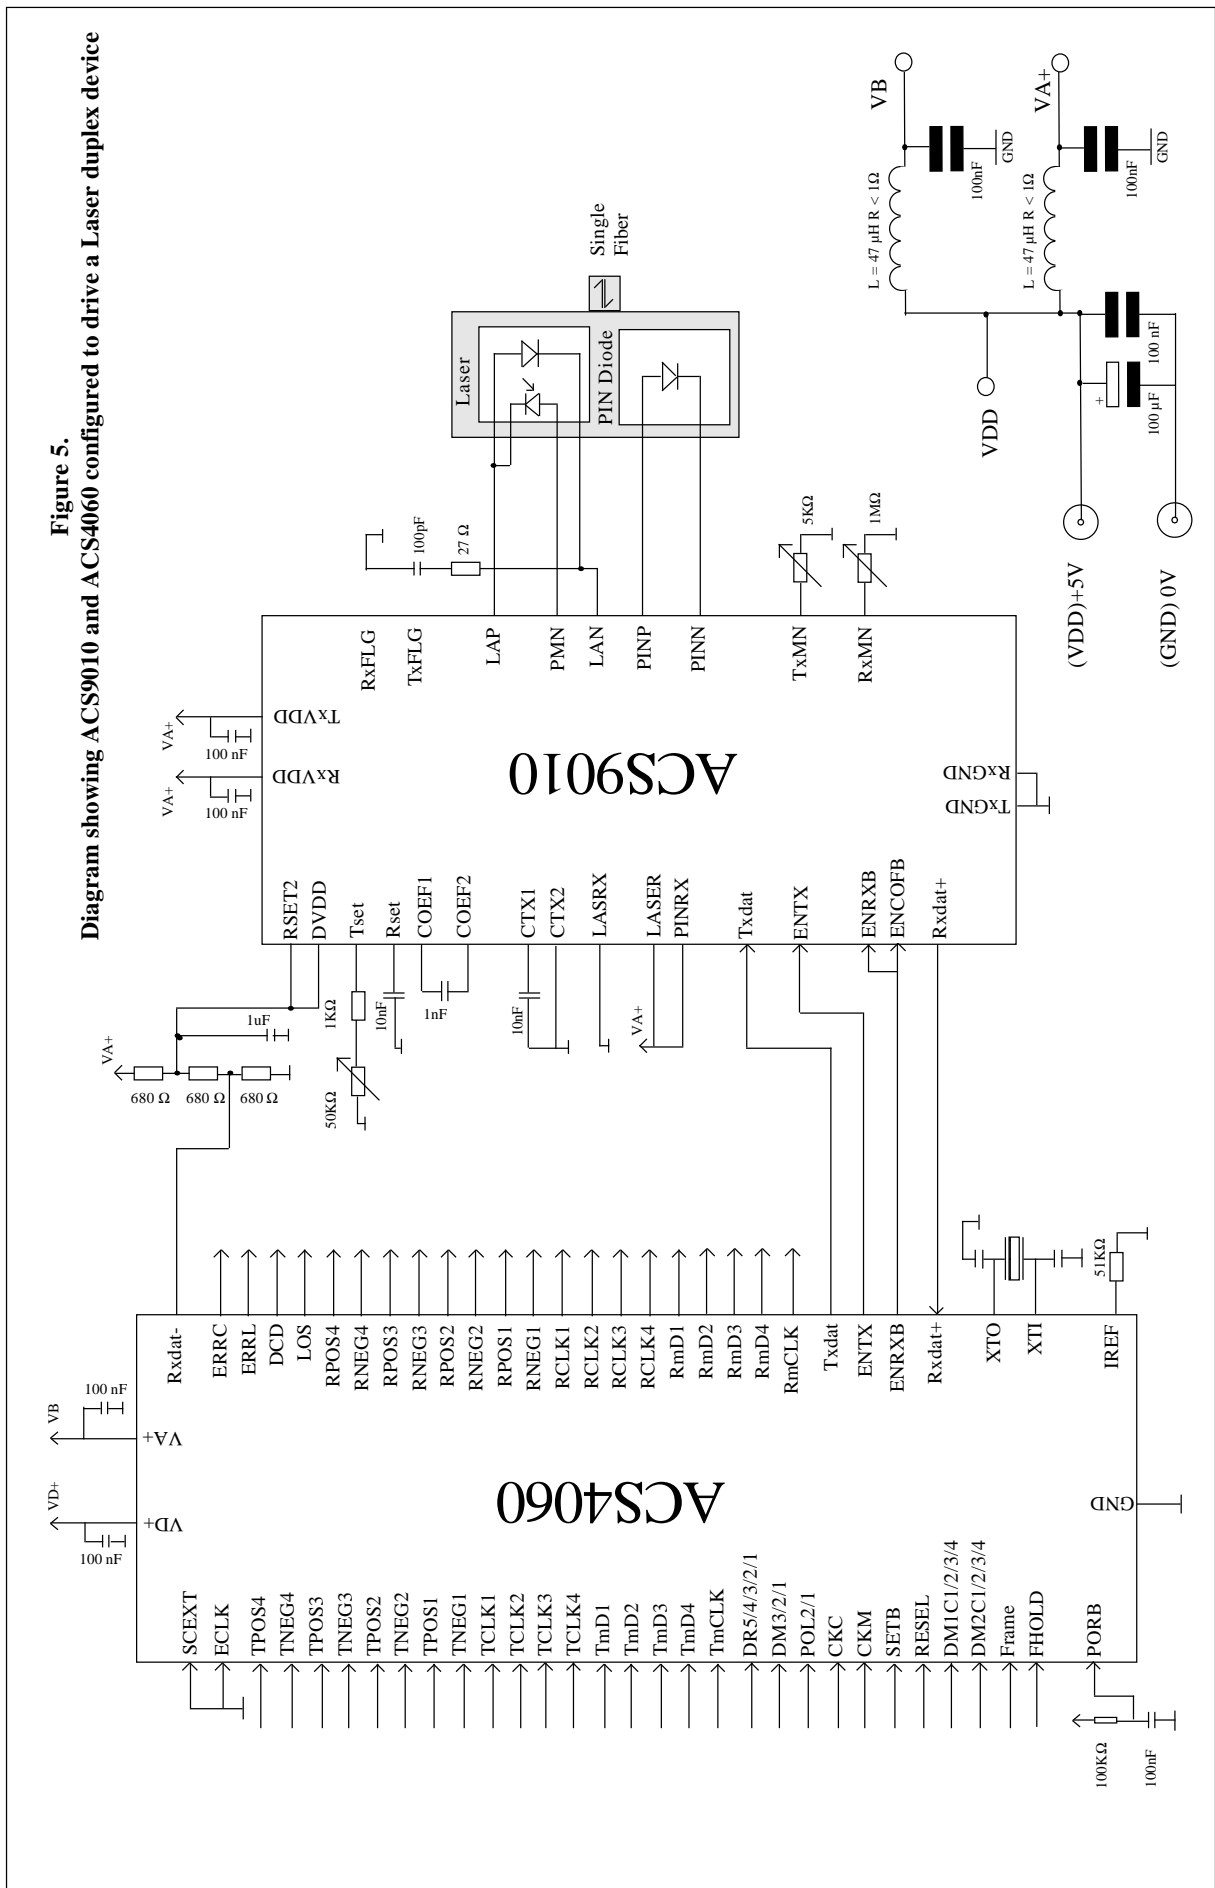 Figure 5.
Diagram showing ACS9010 and ACS4060 configured to drive a Laser duplex device
VB
VA+
GND
GND
100nF
100nF
L = 47 µH R < 1Ω
L = 47 µH R < 1Ω
VDD
100 nF
100 µF
+
(VDD)+5V
(GND) 0V
Single
Fiber
Laser
PIN Diode
100pF
27 Ω
5KΩ
1MΩ
RxFLG
TxFLG
LAP
PMN
LAN
PINP
PINN
TxMN
RxMN
VA+
100 nF
TxVDD
VA+
100 nF
RxVDD
ACS9010
RxGND
TxGND
RSET2
DVDD
Tset
Rset
COEF1
COEF2
CTX1
CTX2
LASRX
LASER
PINRX
Txdat
ENTX
ENRXB
ENCOFB
Rxdat+
1uF
1KΩ
10nF
1nF
10nF
VA+
VA+
680 Ω
680 Ω
680 Ω
50KΩ
Rxdat-
ERRC
ERRL
DCD
LOS
RPOS4
RNEG4
RPOS3
RNEG3
RPOS2
RNEG2
RPOS1
RNEG1
RCLK1
RCLK2
RCLK3
RCLK4
RmD1
RmD2
RmD3
RmD4
RmCLK
Txdat
ENTX
ENRXB
Rxdat+
XTO
XTI
IREF
51KΩ
VB
100 nF
VA+
VD+
100 nF
VD+
ACS4060
GND
SCEXT
ECLK
TPOS4
TNEG4
TPOS3
TNEG3
TPOS2
TNEG2
TPOS1
TNEG1
TCLK1
TCLK2
TCLK3
TCLK4
TmD1
TmD2
TmD3
TmD4
TmCLK
DR5/4/3/2/1
DM3/2/1
POL2/1
CKC
CKM
SETB
RESEL
DM1C1/2/3/4
DM2C1/2/3/4
Frame
FHOLD
PORB
100KΩ
100nF